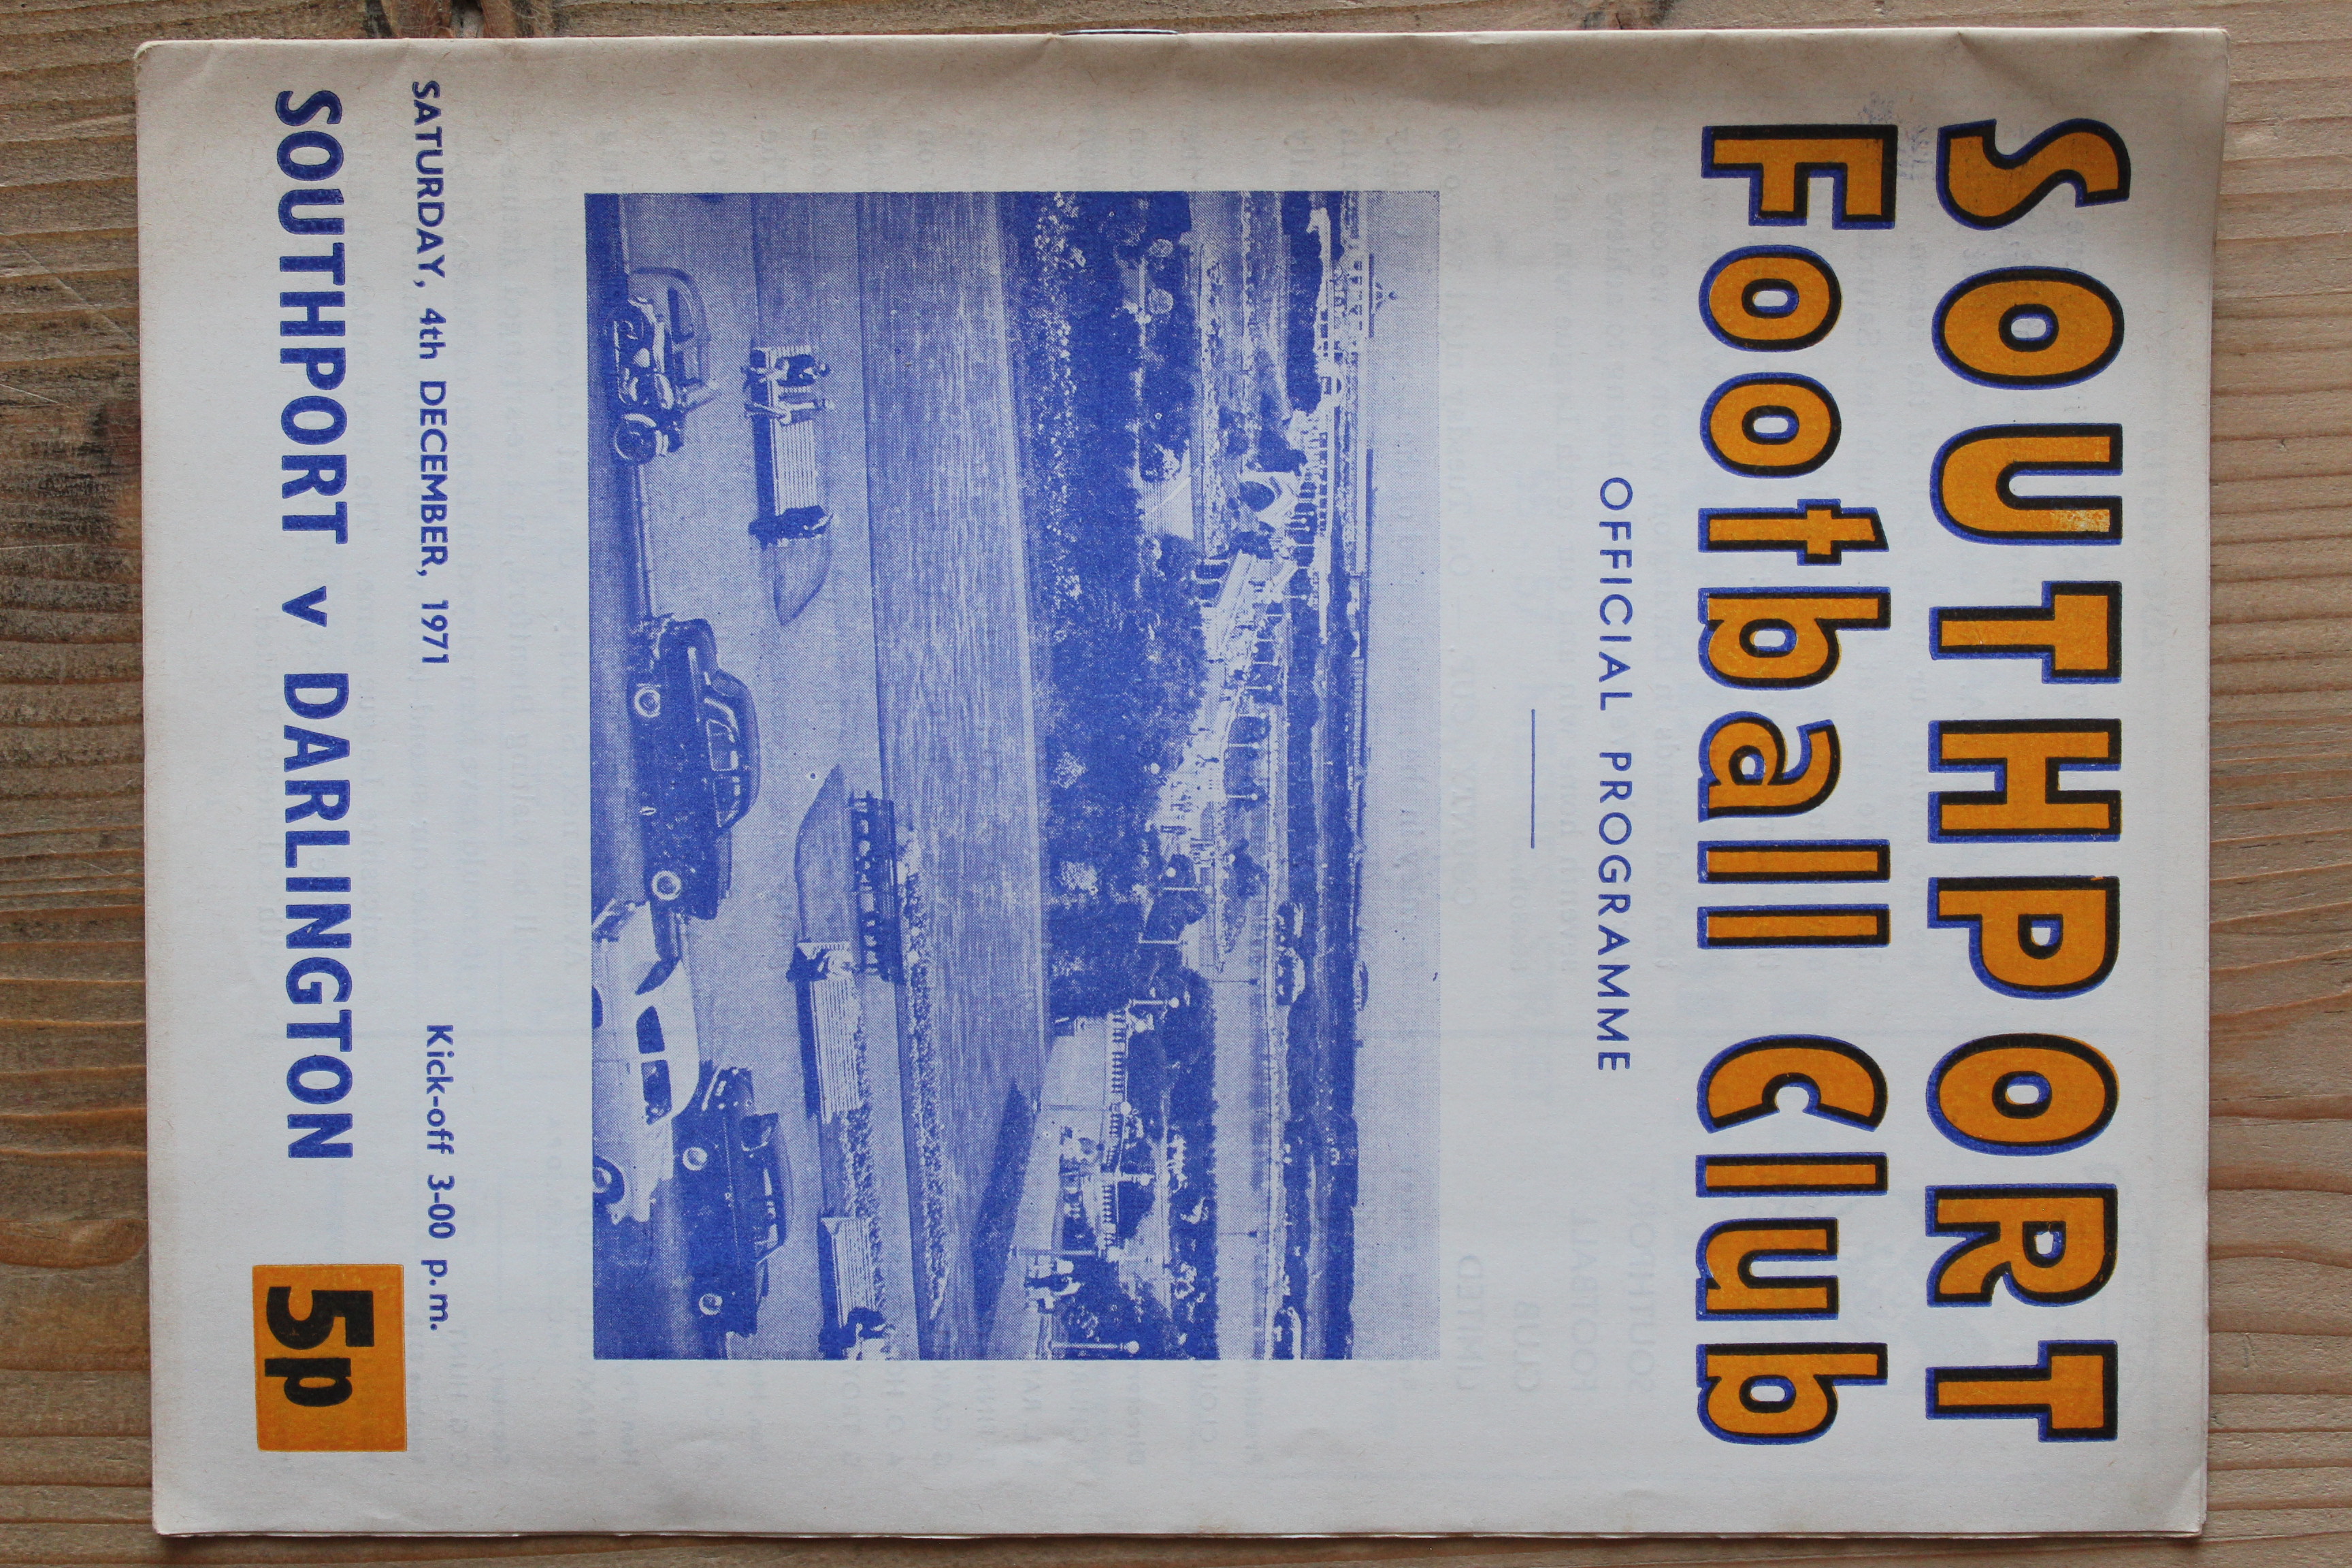 SOUTHPORT
Football Club
OFFICIAL PROGRAMME
SATURDAY, 4th DECEMBER, 1971 Kick-off 3-00 p.m.
SOUTHPORT v DARLINGTON 5p